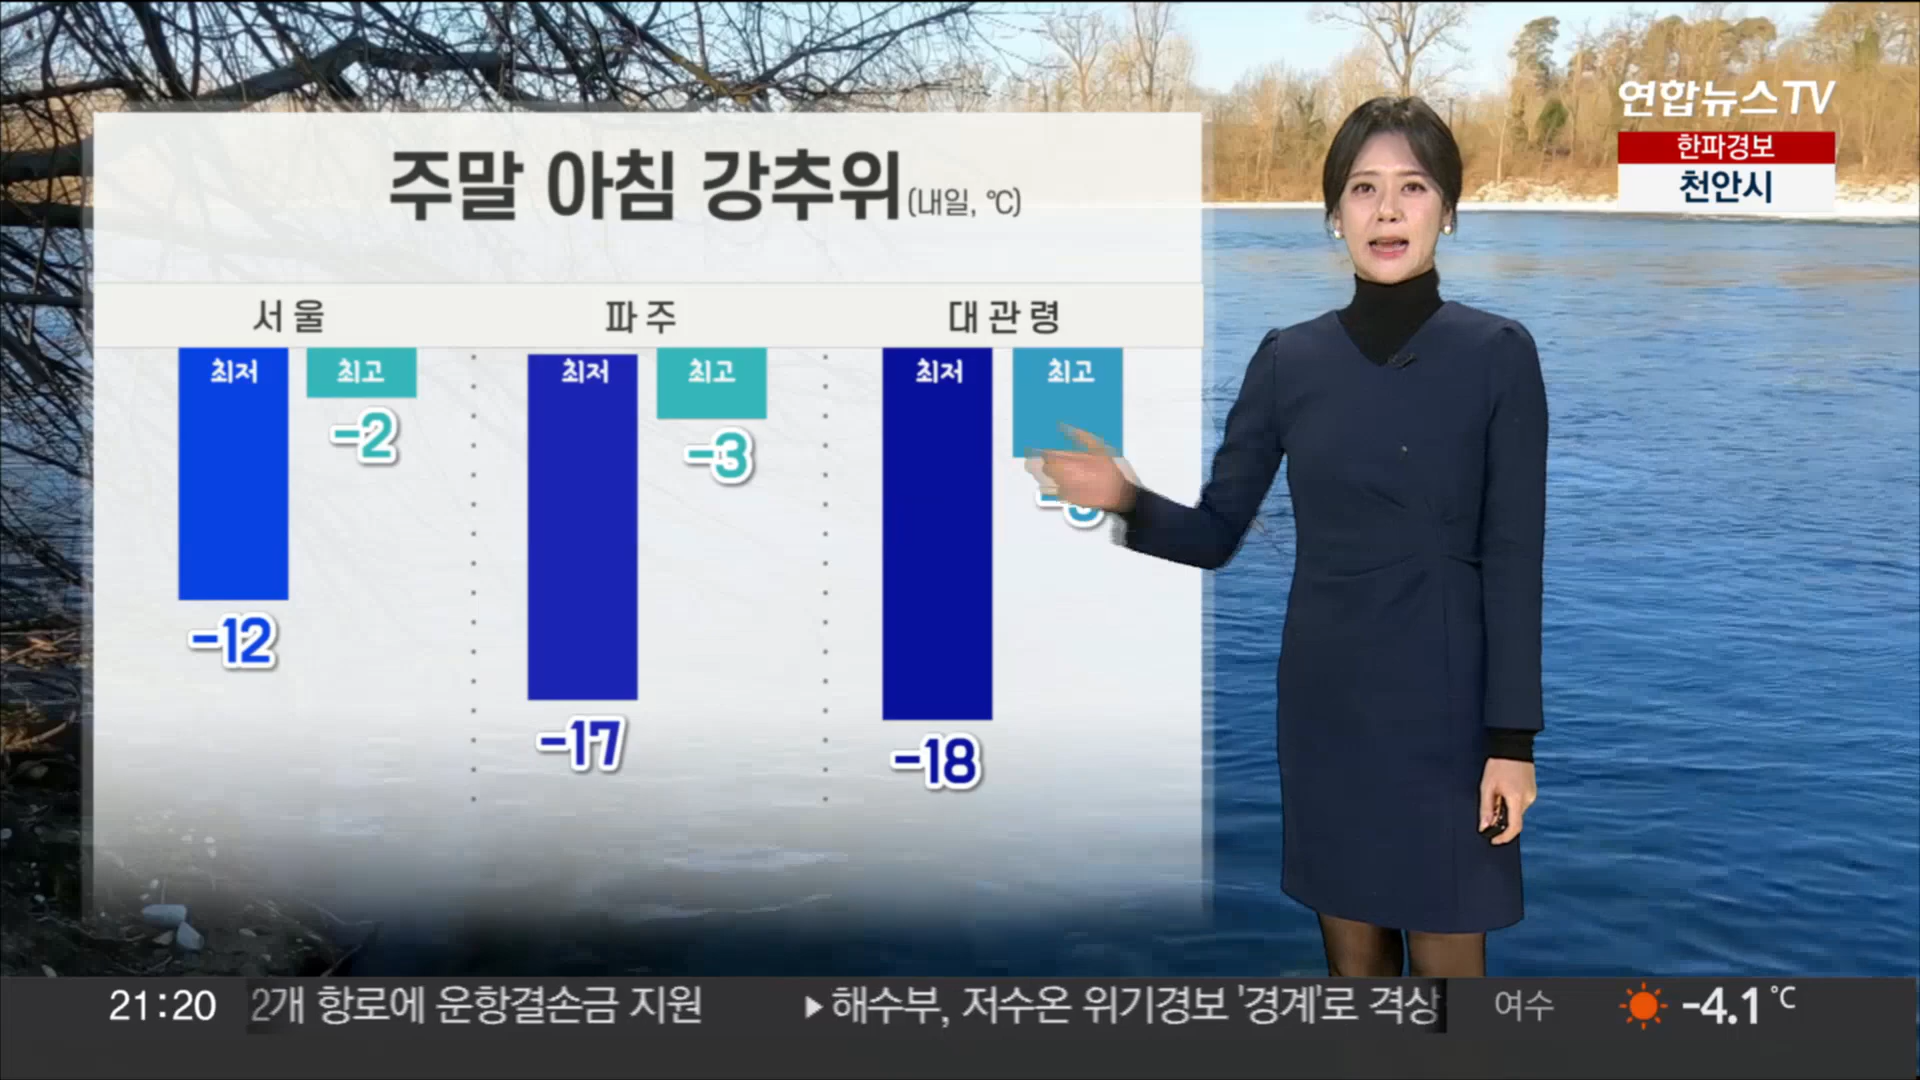 연합뉴스TV
한파경보
천안시
주말 아침 강추위(내일, ℃)
서울
파주
대관령
최저
최고
최저
최고
최저
최고
-2
-3
-12
-17
-18
21:20
2개 항로에 운항결손금 지원
▶해수부, 저수온 위기경보 '경계'로 격상
여수
-4.1℃